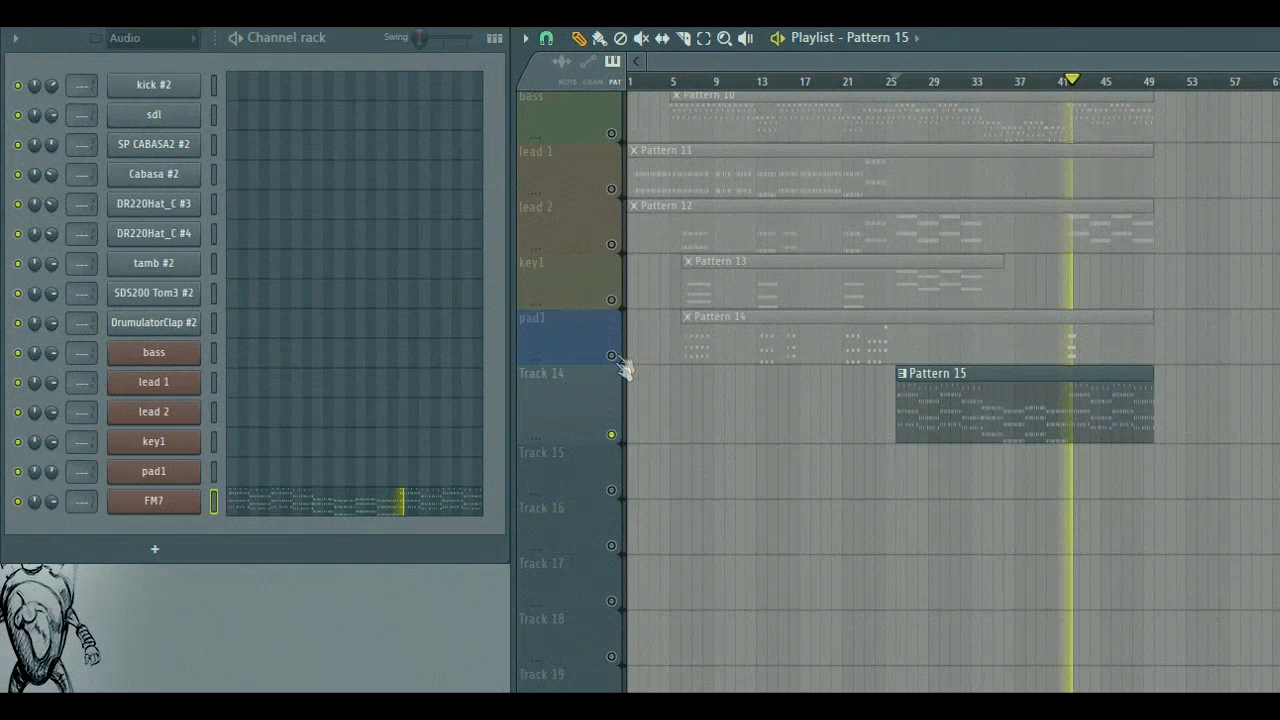 Audio
Channel rack
Swing
Playlist - Pattern 15
NOTE CHAN PAT
1 5 9 13 17 21 29 33 37 41 45 49 53 57 61
kick #2
sdl
SP CABASA2 #2
Cabasa #2
DR220Hat_C #3
DR220Hat_C #4
tamb #2
SDS200 Tom3 #2
DrumulatorClap #2
bass
lead 1
lead 2
key1
pad1
FM7
+
bass
Pattern 10
lead 1
Pattern 11
lead 2
Pattern 12
key1
Pattern 13
pad1
Pattern 14
Track 14
Pattern 15
Track 15
Track 16
Track 17
Track 18
Track 19